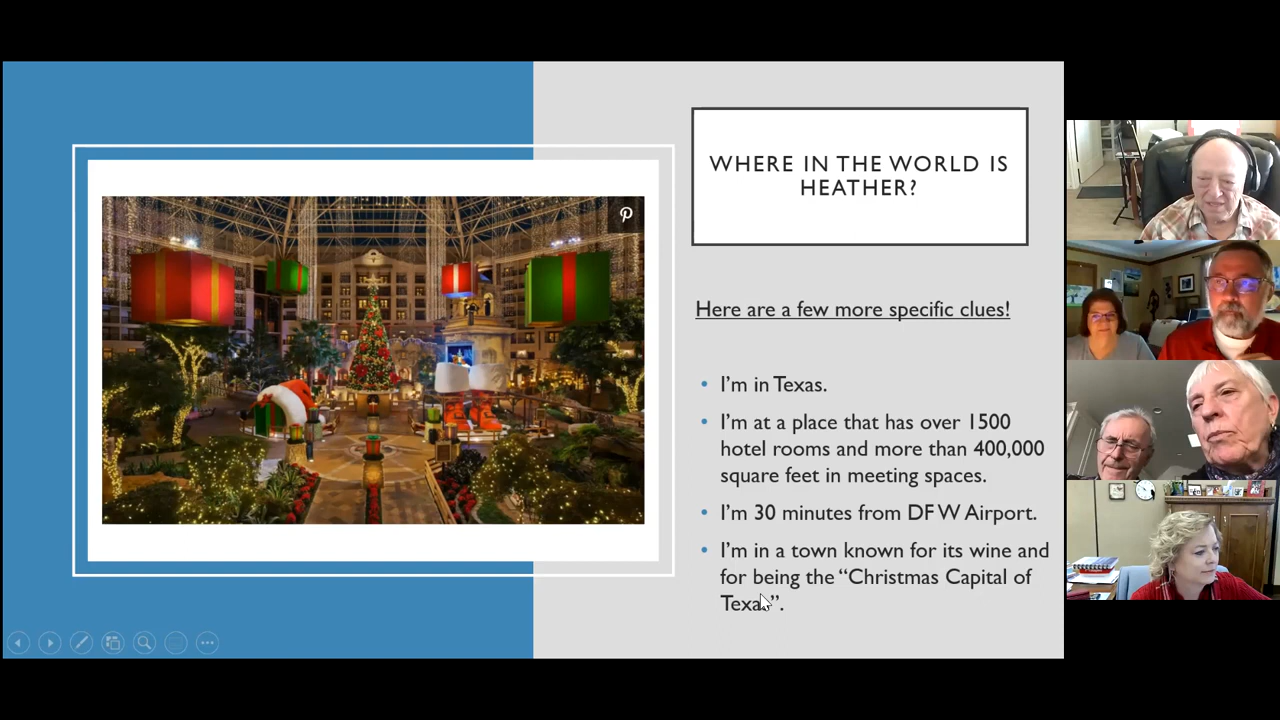 WHERE IN THE WORLD IS
HEATHER?
Here are a few more specific clues!
• I'm in Texas.
• I'm at a place that has over 1500
hotel rooms and more than 400,000
square feet in meeting spaces.
• I'm 30 minutes from DFW Airport.
• I'm in a town known for its wine and
for being the “Christmas Capital of
Texas”.